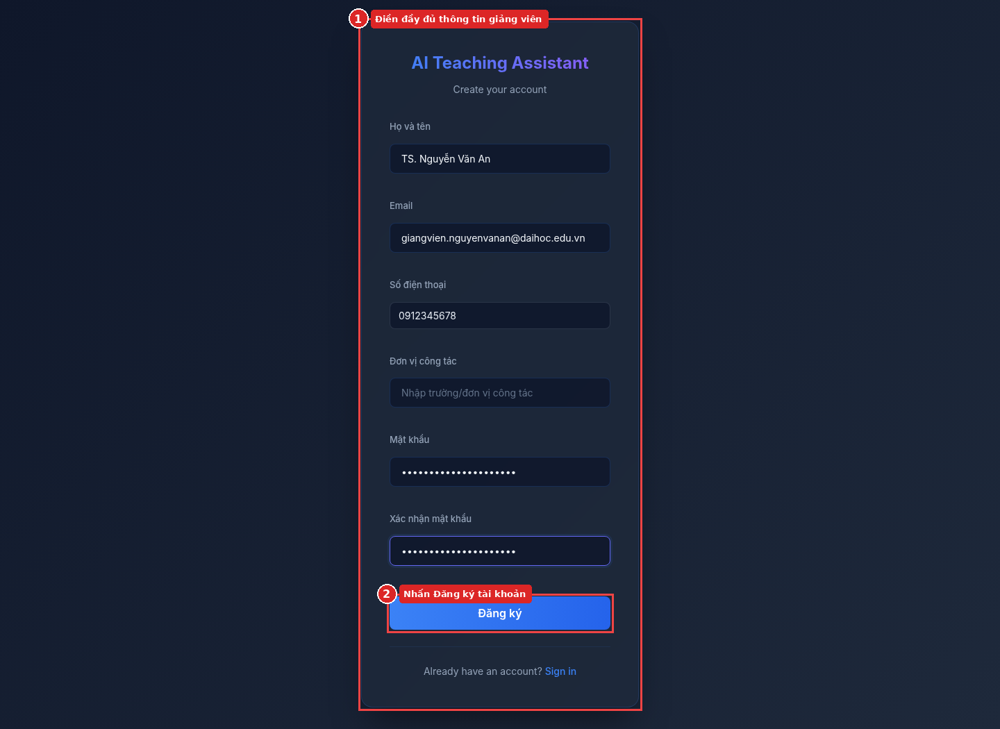 1 Điền đầy đủ thông tin giảng viên
AI Teaching Assistant
Create your account
Họ và tên
TS. Nguyễn Văn An
Email
giangvien.nguyenvanan@daihoc.edu.vn
Số điện thoại
0912345678
Đơn vị công tác
Nhập trường/đơn vị công tác
Mật khẩu
•••••••••••••••••••••
Xác nhận mật khẩu
•••••••••••••••••••••
2 Nhấn Đăng ký tài khoản
Đăng ký
Already have an account? Sign in